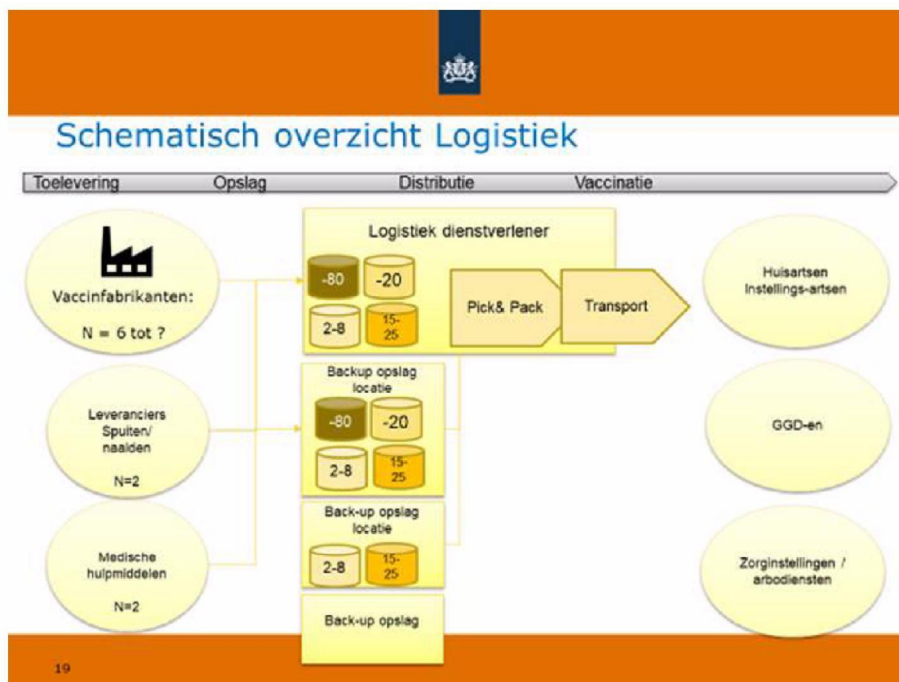 Schematisch overzicht Logistiek
Toelevering Opslag Distributie Vaccinatie
Vaccinfabrikanten:
N = 6 tot ?
Leveranciers
Spuiten/
naalden
N=2
Medische
hulpmiddelen
N=2
Logistiek dienstverlener
-80 -20
2-8 15-
25
Pick& Pack
Transport
Backup opslag
locatie
-80 -20
2-8 15-
25
Back-up opslag
locatie
2-8 15-
25
Back-up opslag
Huisartsen
Instellings-artsen
GGD-en
Zorginstellingen /
arbodiensten
19